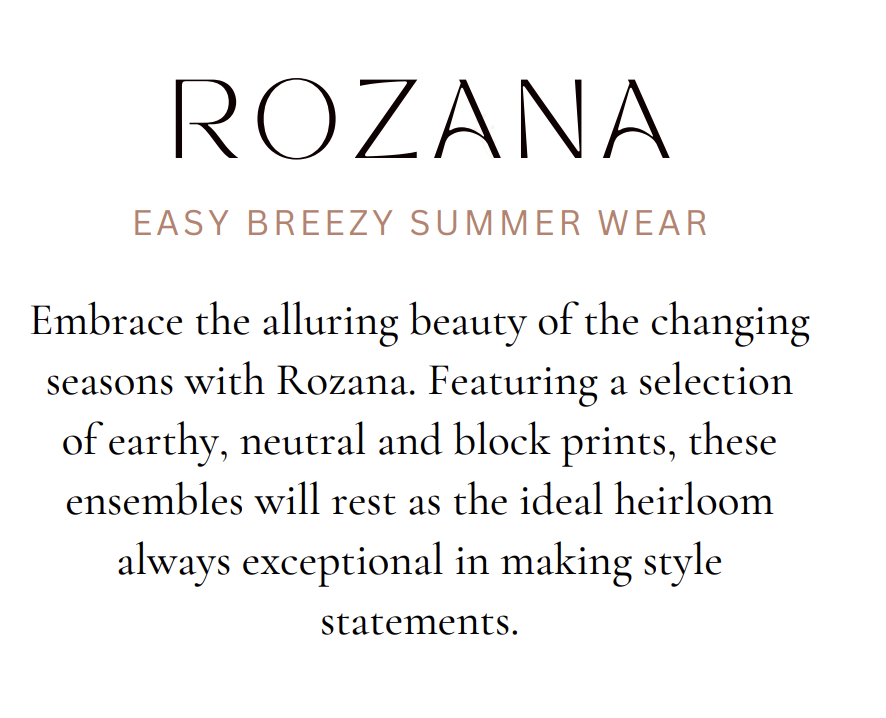 ROZANA
EASY BREEZY SUMMER WEAR
Embrace the alluring beauty of the changing
seasons with Rozana. Featuring a selection
of earthy, neutral and block prints, these
ensembles will rest as the ideal heirloom
always exceptional in making style
statements.